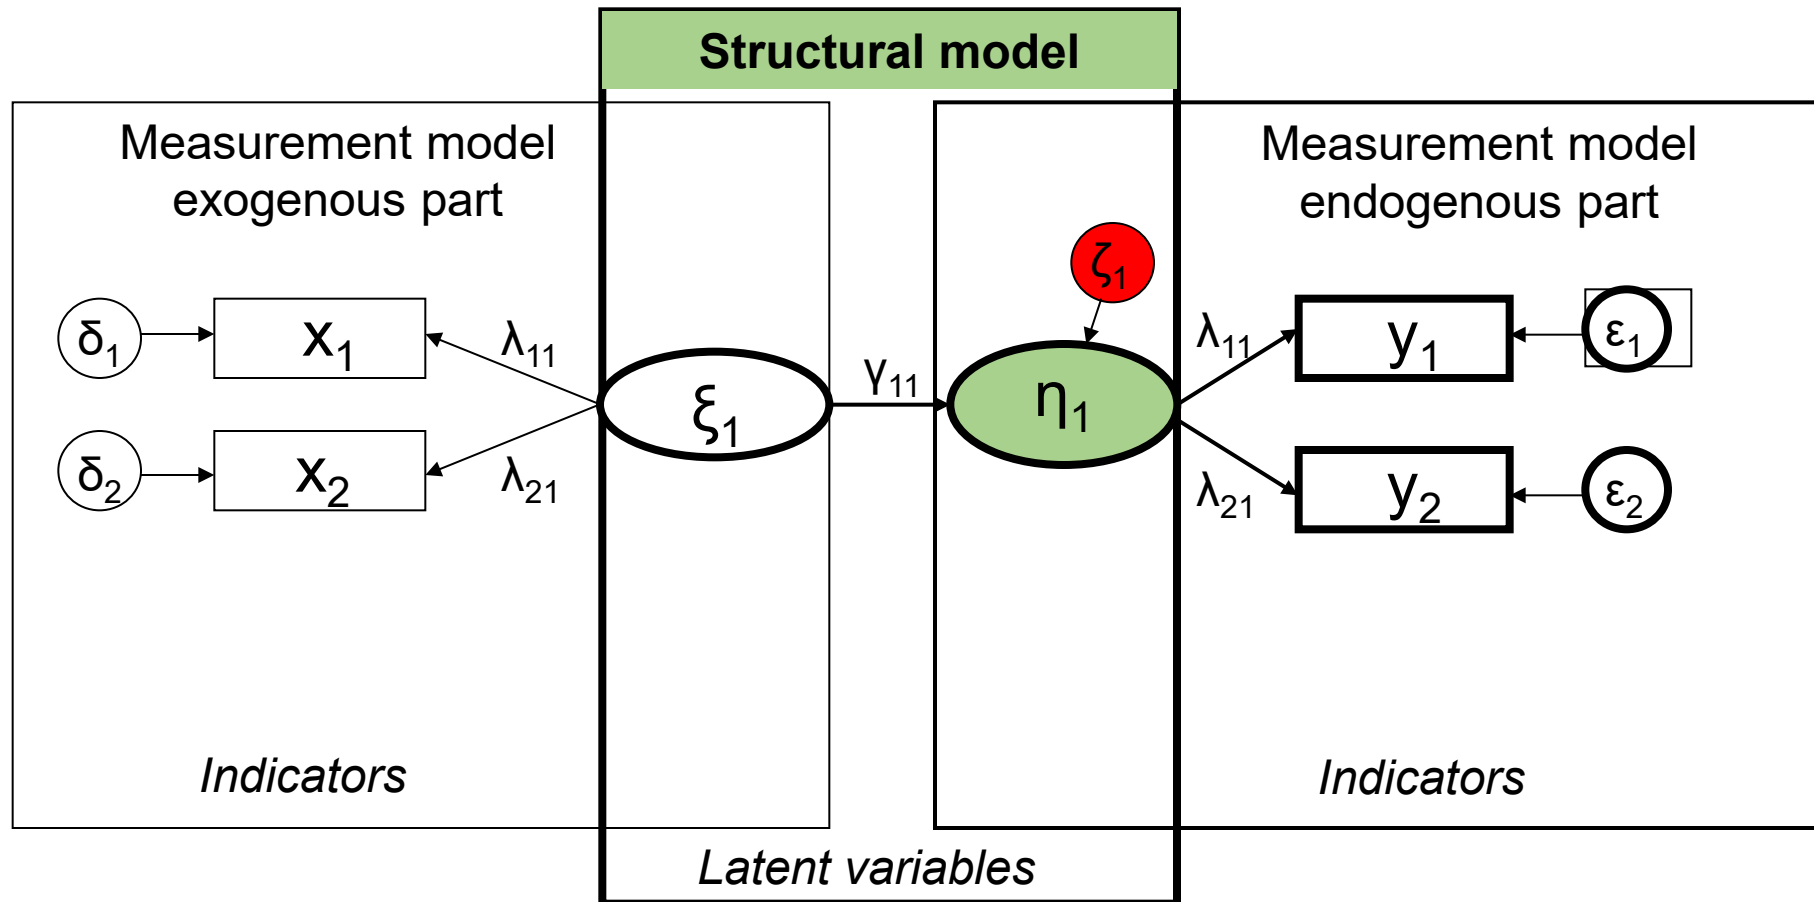 Structural model
Measurement model
exogenous part
Measurement model
endogenous part
ζ₁
δ₁
x₁
λ₁₁
ξ₁
γ₁₁
η₁
λ₁₁
y₁
ε₁
δ₂
x₂
λ₂₁
λ₂₁
y₂
ε₂
Indicators
Indicators
Latent variables